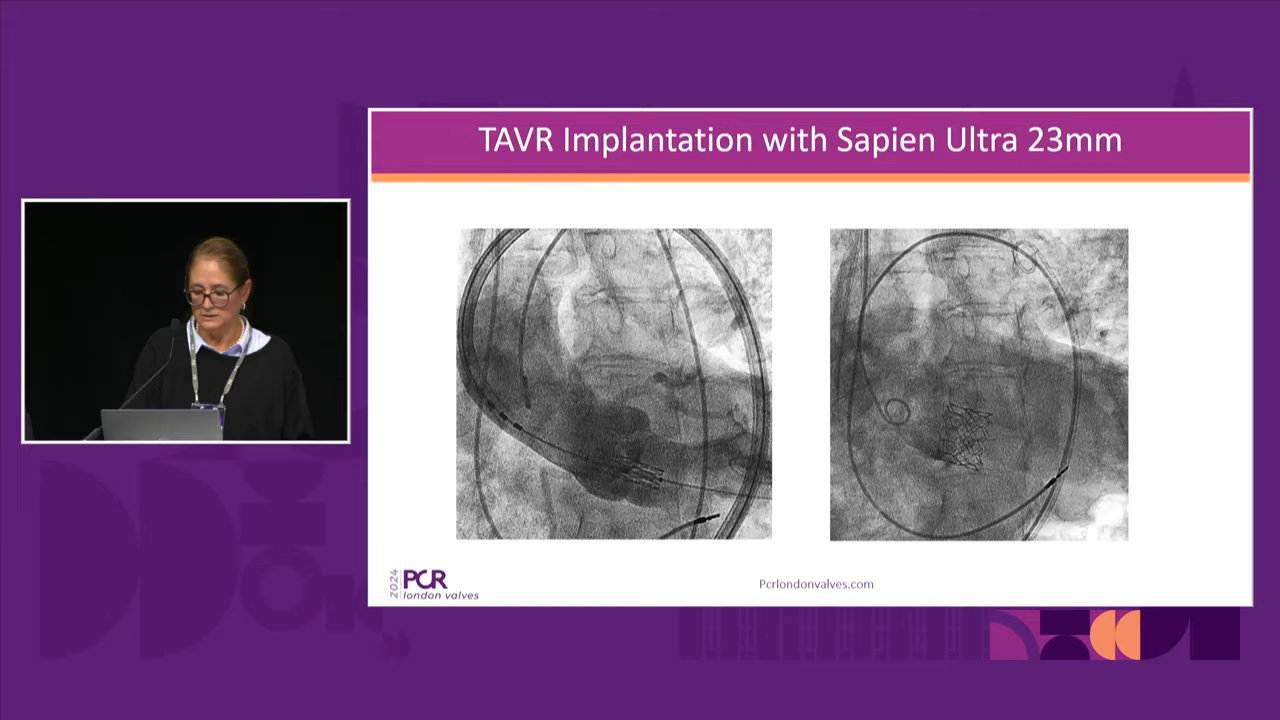 TAVR Implantation with Sapien Ultra 23mm
2024
PCR
london valves
Pcrlondonvalves.com